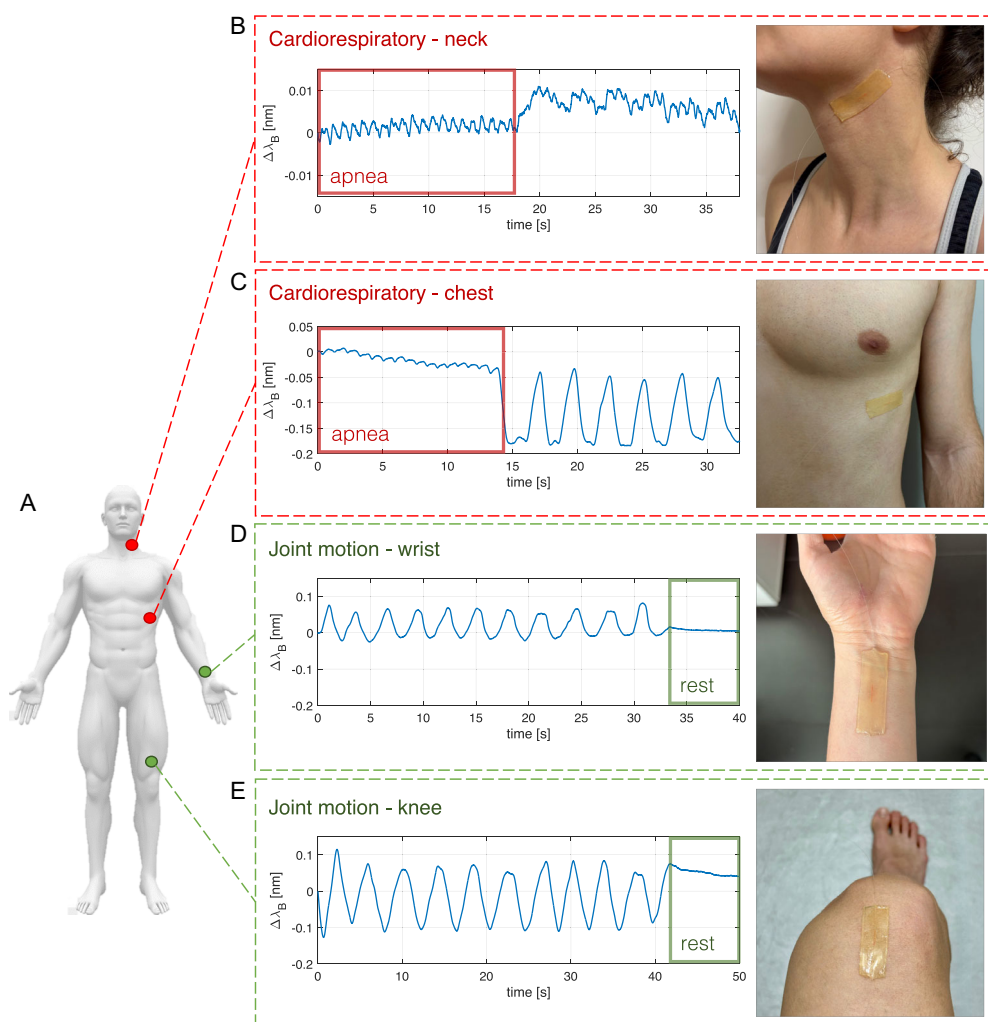 A
B
Cardiorespiratory - neck
0.01
0
-0.01
Δλ_B [nm]
apnea
0 5 10 15 20 25 30 35
time [s]
C
Cardiorespiratory - chest
0.05
0
-0.05
-0.1
-0.15
-0.2
Δλ_B [nm]
apnea
0 5 10 15 20 25 30
time [s]
D
Joint motion - wrist
0.1
0
-0.1
-0.2
Δλ_B [nm]
rest
0 5 10 15 20 25 30 35 40
time [s]
E
Joint motion - knee
0.1
0
-0.1
-0.2
Δλ_B [nm]
rest
0 10 20 30 40 50
time [s]